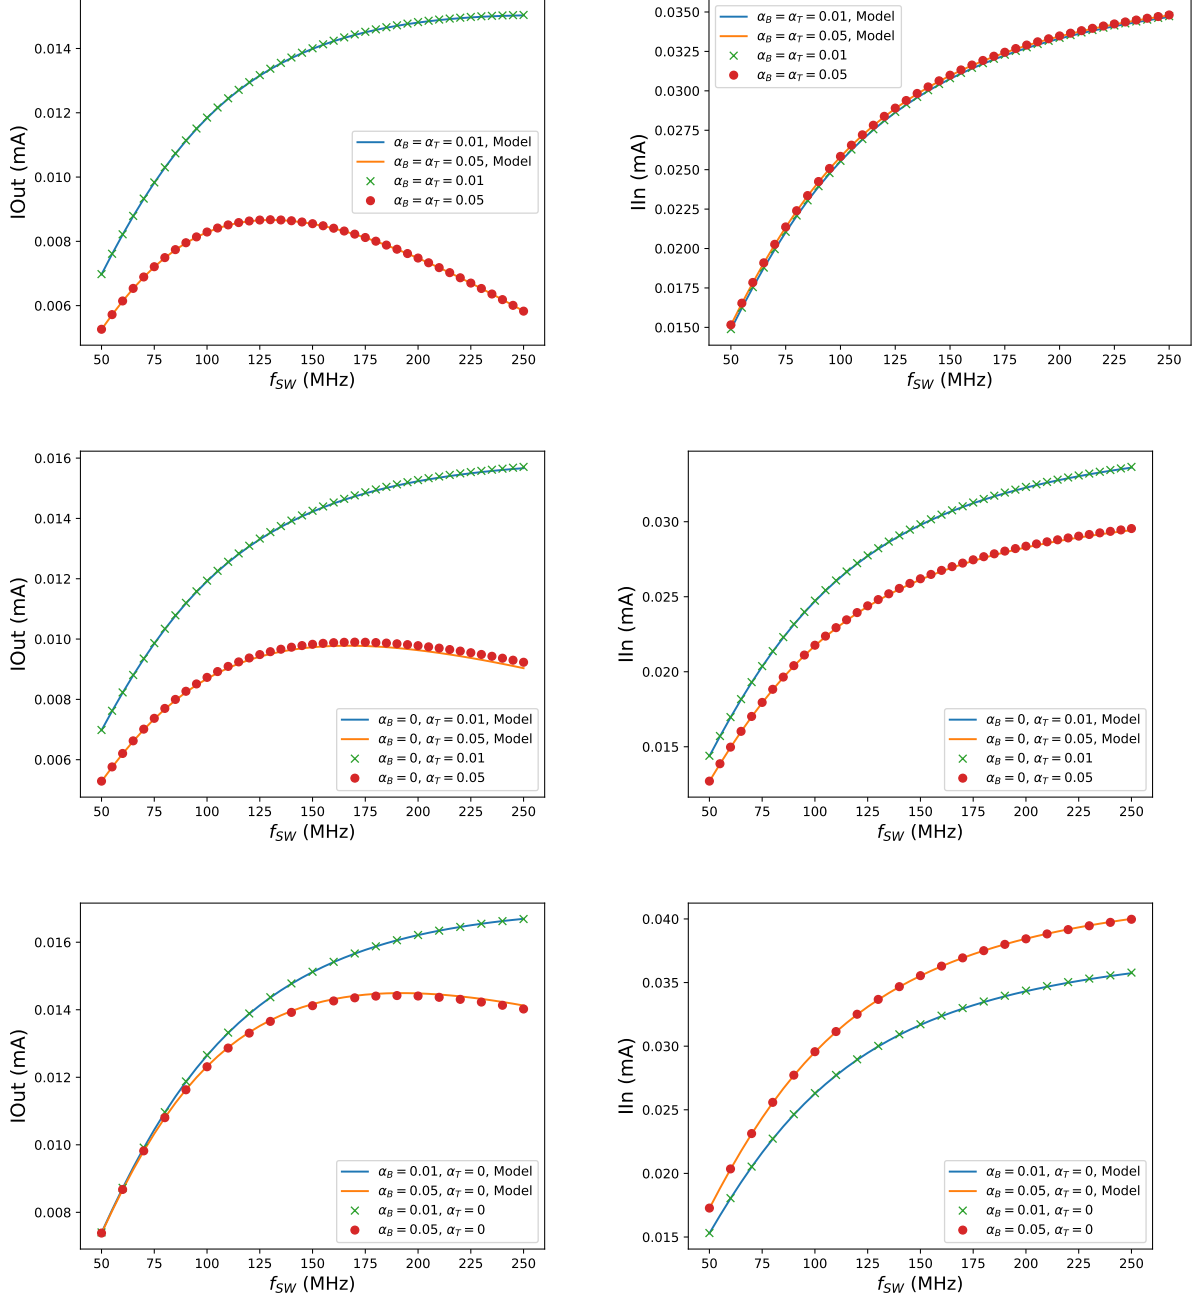 0.014
0.012
0.010
0.008
0.006
IOut (mA)
α_B = α_T = 0.01, Model
α_B = α_T = 0.05, Model
α_B = α_T = 0.01
α_B = α_T = 0.05
50 75 100 125 150 175 200 225 250
f_SW (MHz)
0.0350
0.0325
0.0300
0.0275
0.0250
0.0225
0.0200
0.0175
0.0150
IIn (mA)
α_B = α_T = 0.01, Model
α_B = α_T = 0.05, Model
α_B = α_T = 0.01
α_B = α_T = 0.05
50 75 100 125 150 175 200 225 250
f_SW (MHz)
0.016
0.014
0.012
0.010
0.008
0.006
IOut (mA)
α_B = 0, α_T = 0.01, Model
α_B = 0, α_T = 0.05, Model
α_B = 0, α_T = 0.01
α_B = 0, α_T = 0.05
50 75 100 125 150 175 200 225 250
f_SW (MHz)
0.030
0.025
0.020
0.015
IIn (mA)
α_B = 0, α_T = 0.01, Model
α_B = 0, α_T = 0.05, Model
α_B = 0, α_T = 0.01
α_B = 0, α_T = 0.05
50 75 100 125 150 175 200 225 250
f_SW (MHz)
0.016
0.014
0.012
0.010
0.008
IOut (mA)
α_B = 0.01, α_T = 0, Model
α_B = 0.05, α_T = 0, Model
α_B = 0.01, α_T = 0
α_B = 0.05, α_T = 0
50 75 100 125 150 175 200 225 250
f_SW (MHz)
0.040
0.035
0.030
0.025
0.020
0.015
IIn (mA)
α_B = 0.01, α_T = 0, Model
α_B = 0.05, α_T = 0, Model
α_B = 0.01, α_T = 0
α_B = 0.05, α_T = 0
50 75 100 125 150 175 200 225 250
f_SW (MHz)